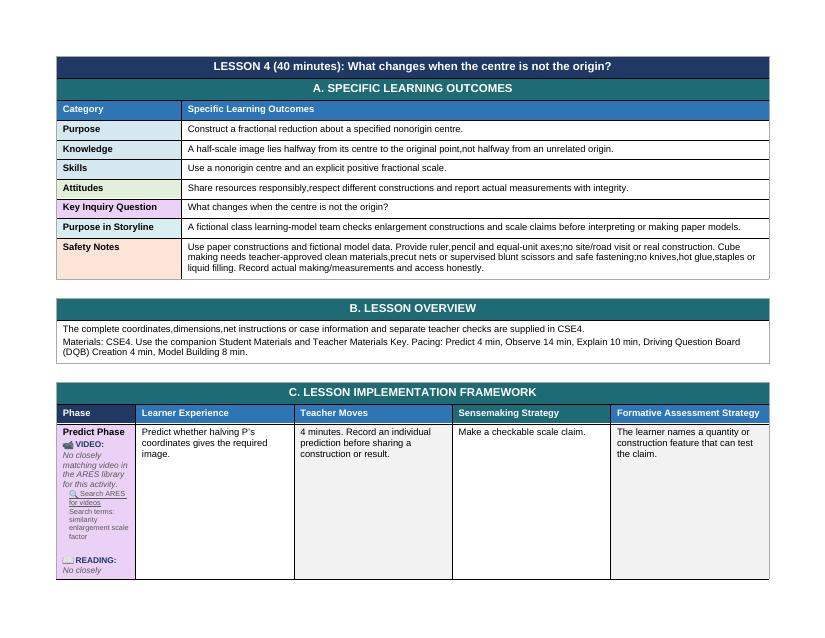 LESSON 4 (40 minutes): What changes when the centre is not the origin?
A. SPECIFIC LEARNING OUTCOMES
Category
Specific Learning Outcomes
Purpose
Construct a fractional reduction about a specified nonorigin centre.
Knowledge
A half-scale image lies halfway from its centre to the original point,not halfway from an unrelated origin.
Skills
Use a nonorigin centre and an explicit positive fractional scale.
Attitudes
Share resources responsibly,respect different constructions and report actual measurements with integrity.
Key Inquiry Question
What changes when the centre is not the origin?
Purpose in Storyline
A fictional class learning-model team checks enlargement constructions and scale claims before interpreting or making paper models.
Safety Notes
Use paper constructions and fictional model data. Provide ruler,pencil and equal-unit axes;no site/road visit or real construction. Cube
making needs teacher-approved clean materials,precut nets or supervised blunt scissors and safe fastening;no knives,hot glue,staples or
liquid filling. Record actual making/measurements and access honestly.
B. LESSON OVERVIEW
The complete coordinates,dimensions,net instructions or case information and separate teacher checks are supplied in CSE4.
Materials: CSE4. Use the companion Student Materials and Teacher Materials Key. Pacing: Predict 4 min, Observe 14 min, Explain 10 min, Driving Question Board
(DQB) Creation 4 min, Model Building 8 min.
C. LESSON IMPLEMENTATION FRAMEWORK
Phase
Learner Experience
Teacher Moves
Sensemaking Strategy
Formative Assessment Strategy
Predict Phase
VIDEO:
No closely
matching video in
the ARES library
for this activity.
Search ARES
for videos
Search terms:
similarity
enlargement scale
factor
READING:
No closely
Predict whether halving P's
coordinates gives the required
image.
4 minutes. Record an individual
prediction before sharing a
construction or result.
Make a checkable scale claim.
The learner names a quantity or
construction feature that can test
the claim.